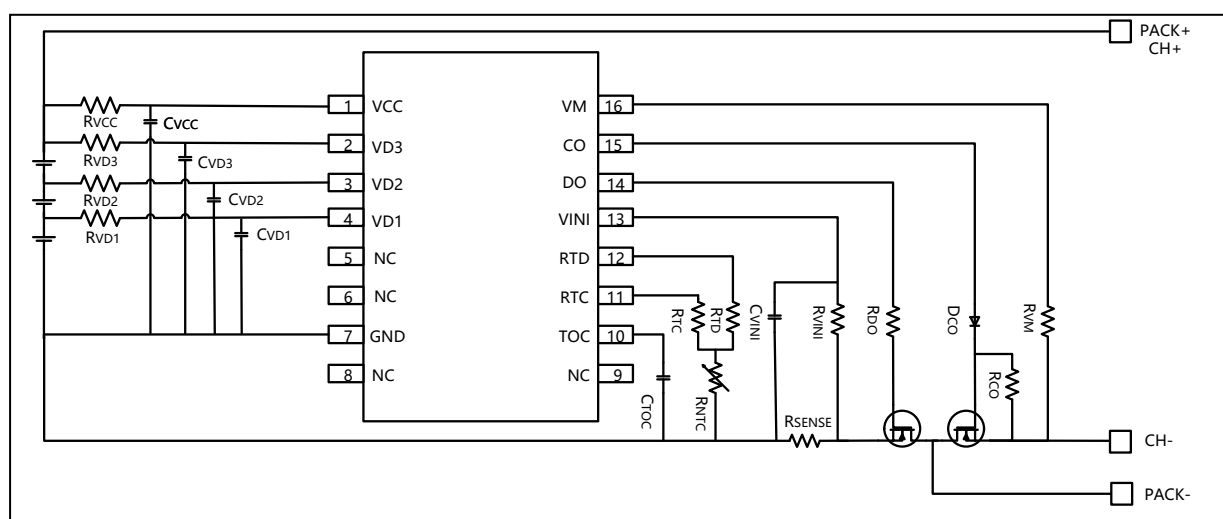 PACK+
CH+
1 VCC VM 16
RVCC CVCC
2 VD3 CO 15
RVD3 CVD3
3 VD2 DO 14
RVD2 CVD2
4 VD1 VINI 13
RVD1 CVD1
5 NC RTD 12
6 NC RTC 11
RTC RTD CVINI RVINI RDO DCO RVM
7 GND TOC 10
8 NC NC 9
CTOC RNTC RCO
RSENSE
CH-
PACK-